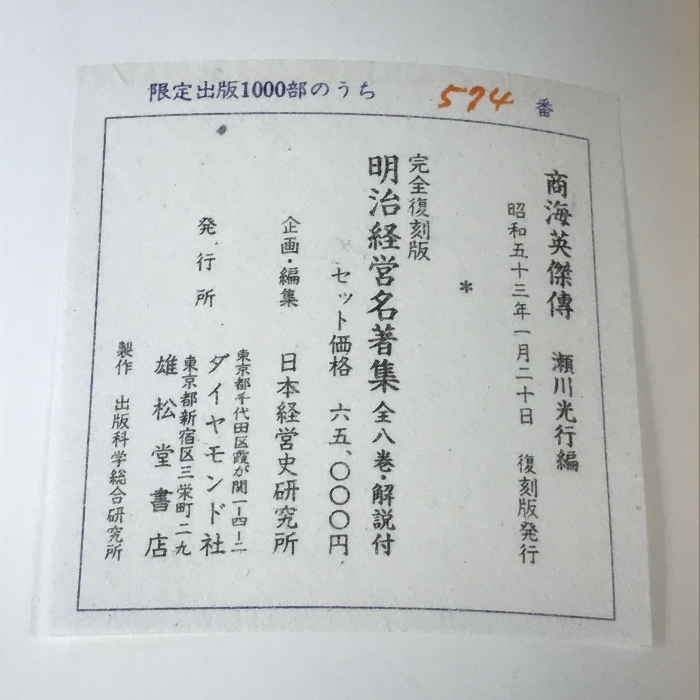 限定出版1000部のうち 574 番
商海英傑傳 瀬川光行編
昭和五十三年一月二十日 復刻版発行
*
完全復刻版
明治経営名著集 全八巻・解説付
セット価格 六五、〇〇〇円
企画・編集 日本経営史研究所
発行所
東京都千代田区霞が関一-四-二
ダイヤモンド社
東京都新宿区三栄町二九
雄松堂書店
製作 出版科学総合研究所